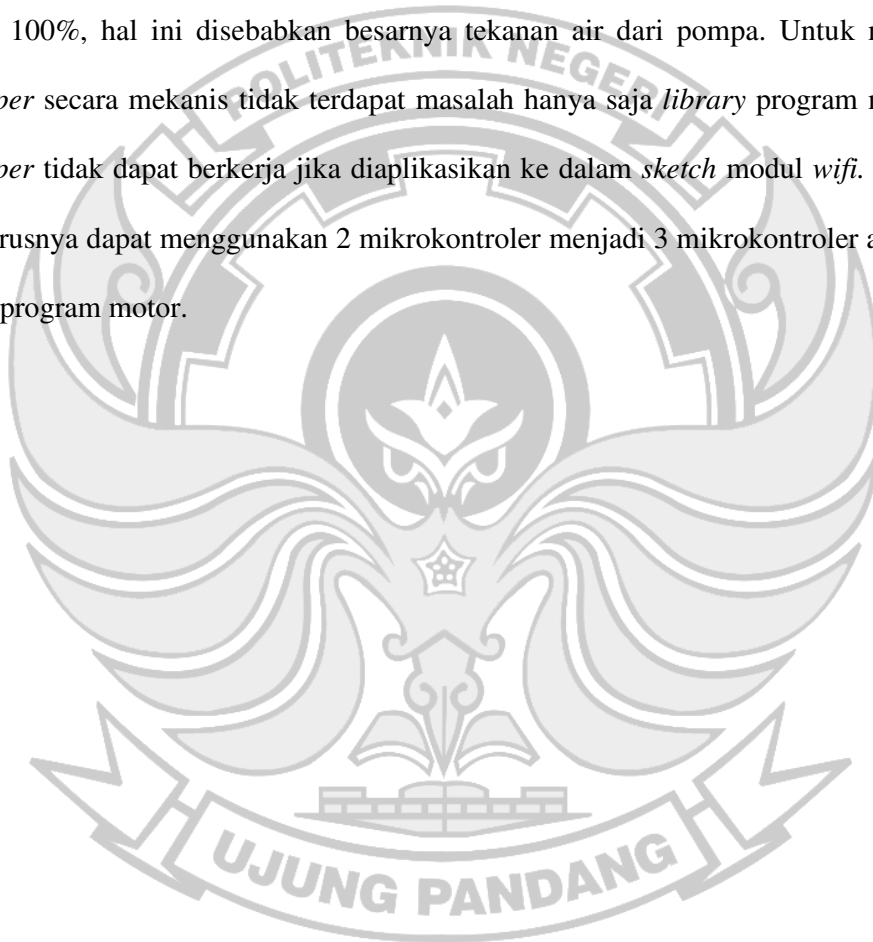 100%, hal ini disebabkan besarnya tekanan air dari pompa. Untuk
per secara mekanis tidak terdapat masalah hanya saja library program
per tidak dapat berkerja jika diaplikasikan ke dalam sketch modul wifi.
rusnya dapat menggunakan 2 mikrokontroler menjadi 3 mikrokontroler
program motor.
POLITEKNIK NEGERI
UJUNG PANDANG